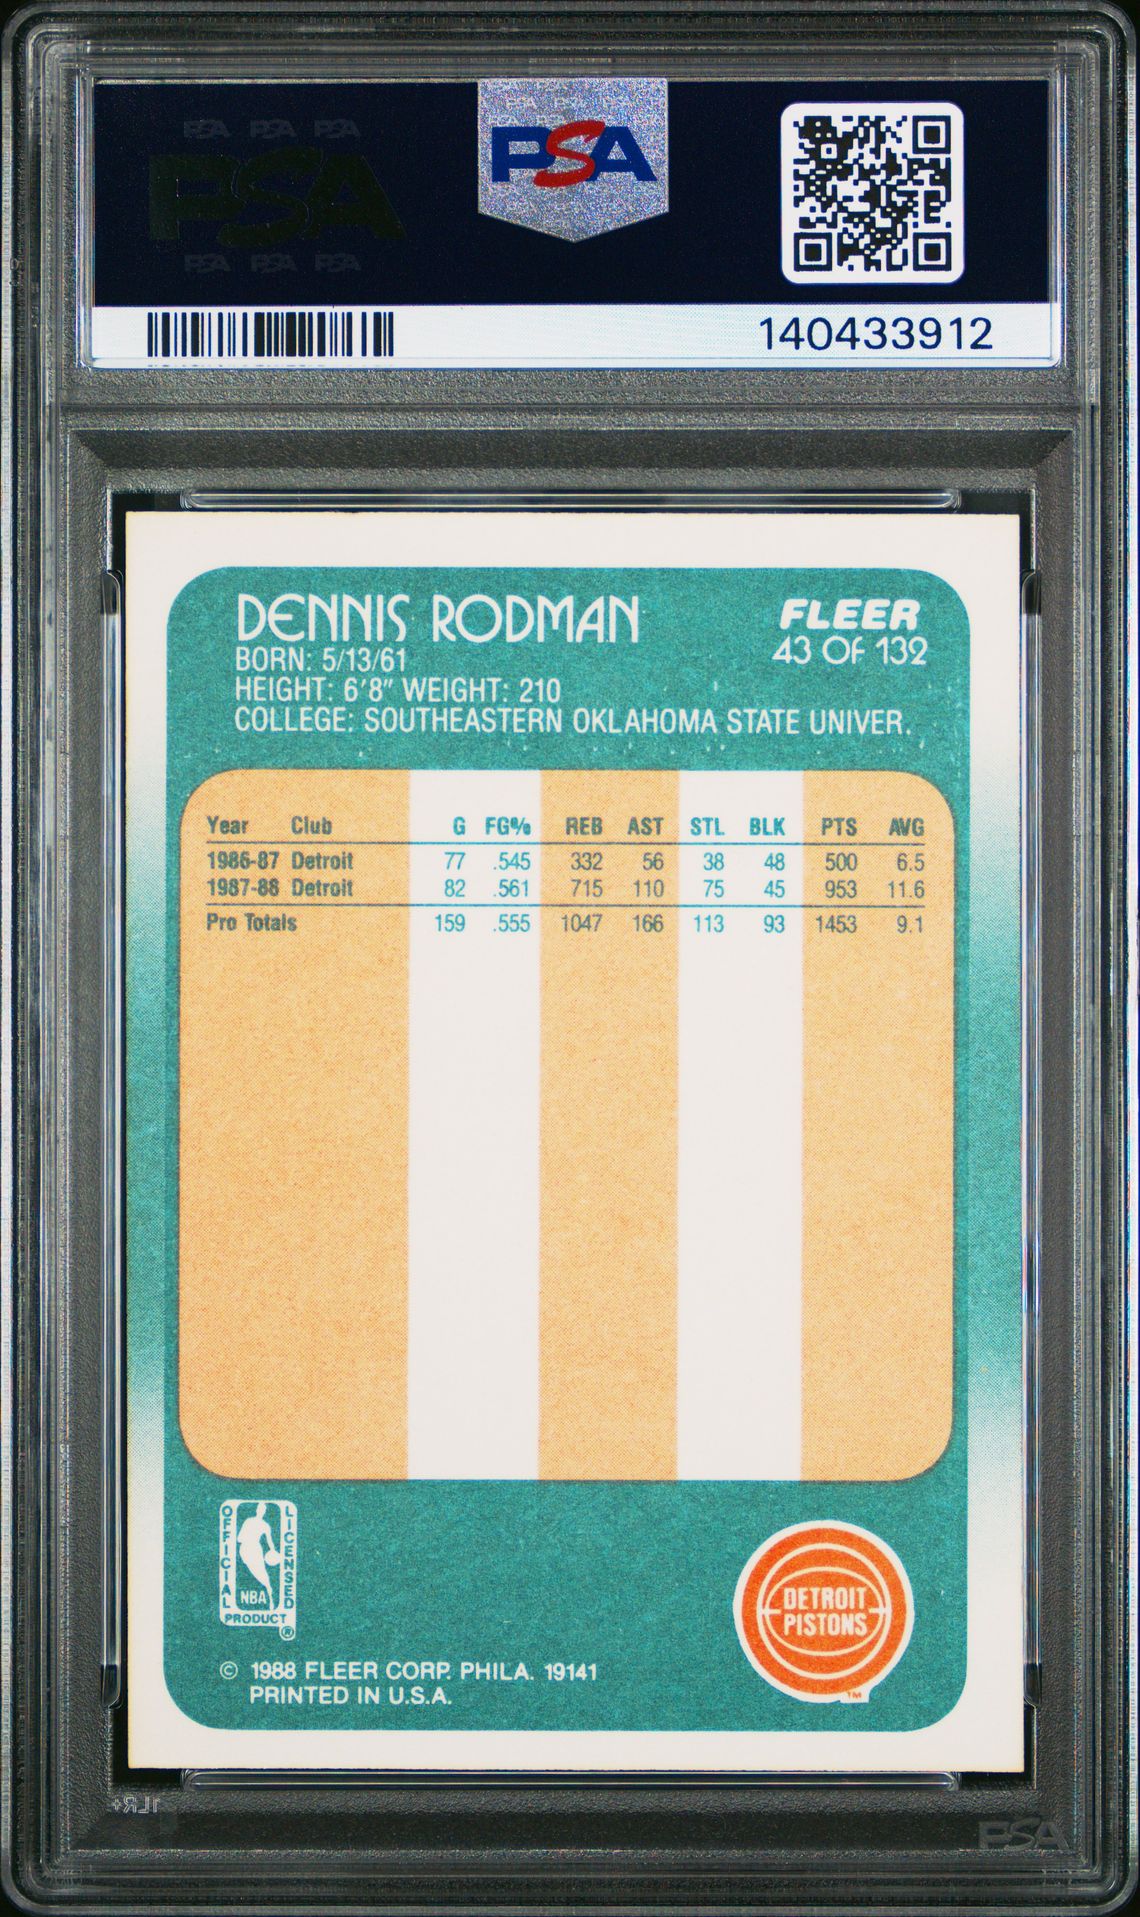 PSA PSA PSA
PSA
PSA PSA PSA
PSA
140433912
DENNIS RODMAN
FLEER
43 OF 132
BORN: 5/13/61
HEIGHT: 6'8" WEIGHT: 210
COLLEGE: SOUTHEASTERN OKLAHOMA STATE UNIVER.
Year Club G FG% REB AST STL BLK PTS AVG
1986-87 Detroit 77 .545 332 56 38 48 500 6.5
1987-88 Detroit 82 .561 715 110 75 45 953 11.6
Pro Totals 159 .555 1047 166 113 93 1453 9.1
OFFICIAL LICENSED
NBA
PRODUCT
®
DETROIT
PISTONS
TM
© 1988 FLEER CORP. PHILA. 19141
PRINTED IN U.S.A.
1LR+
PSA